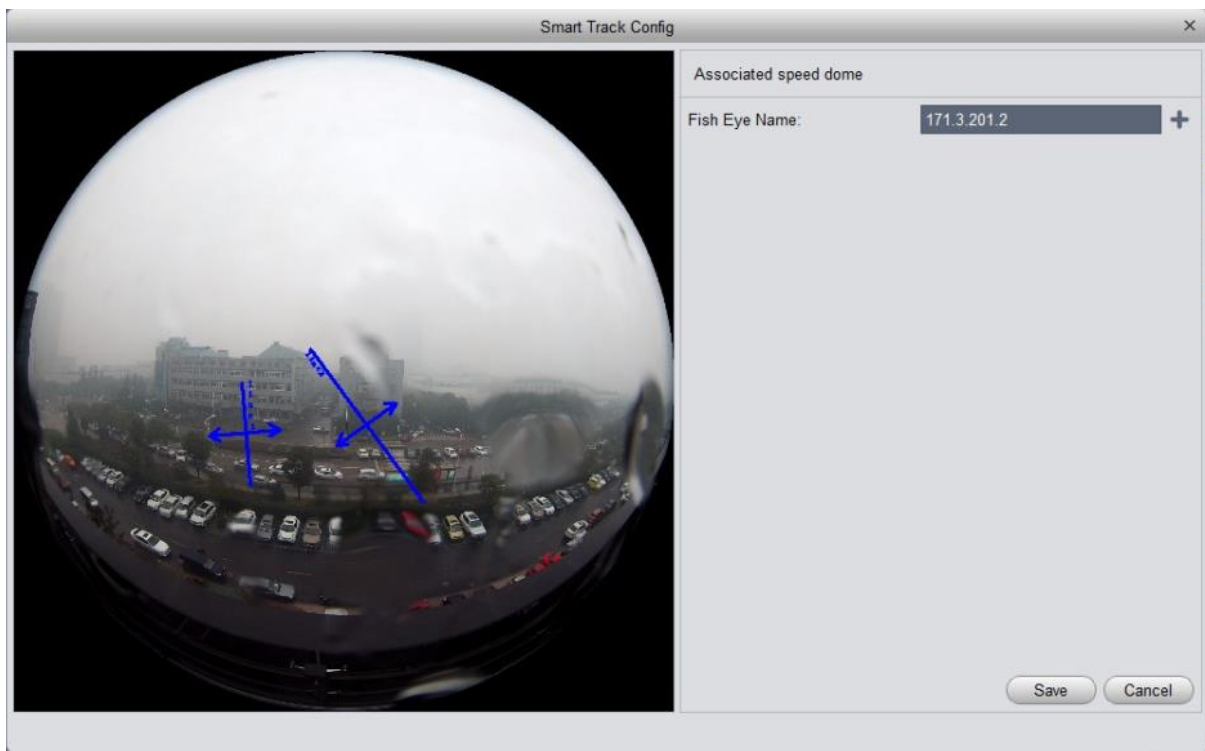 Smart Track Config
Associated speed dome
Fish Eye Name:
171.3.201.2
Save
Cancel